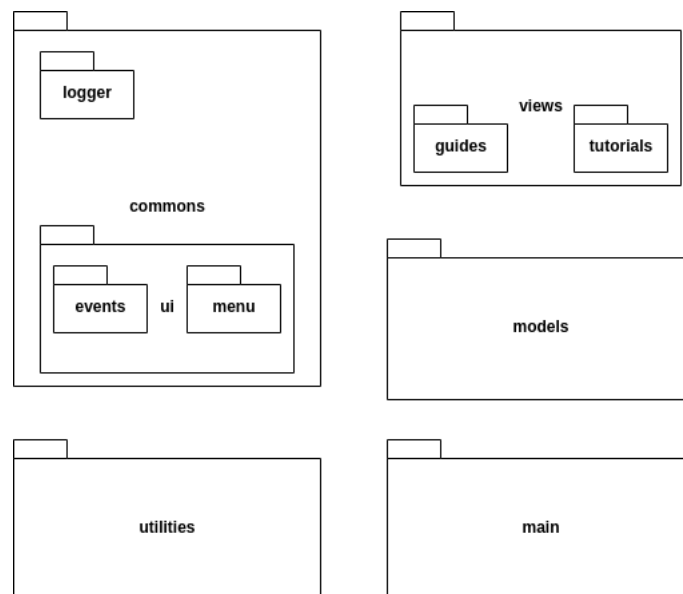 logger
commons
events
ui
menu
views
guides
tutorials
models
utilities
main